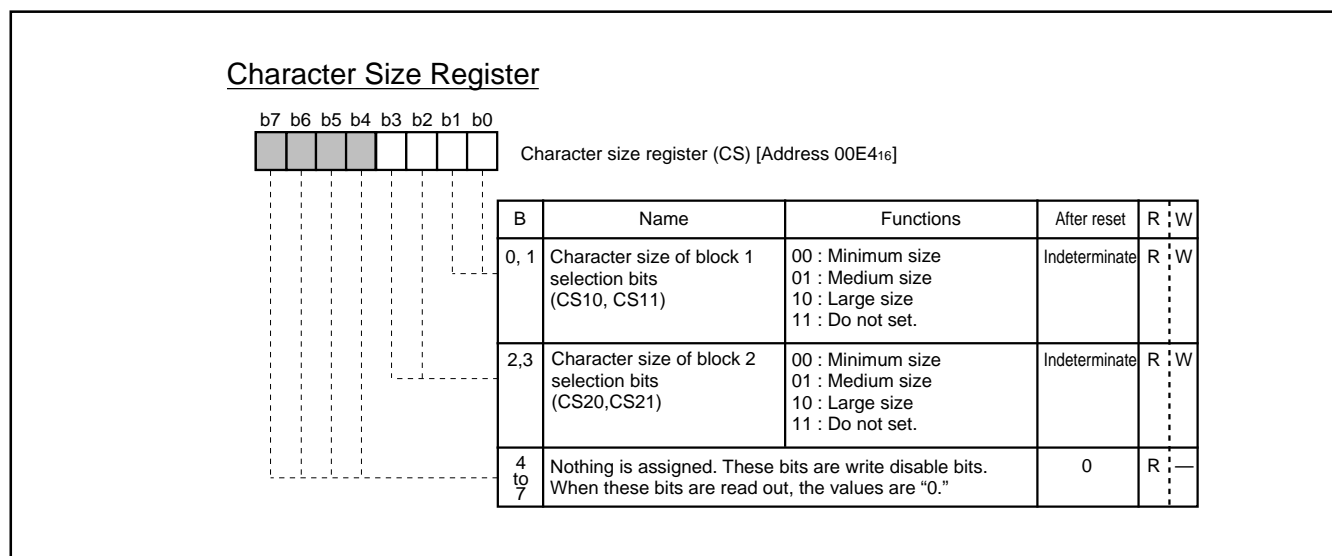 Character Size Register
b7 b6 b5 b4 b3 b2 b1 b0
Character size register (CS) [Address 00E416]
B Name Functions After reset R W
0, 1 Character size of block 1 00 : Minimum size Indeterminate R W
selection bits 01 : Medium size
(CS10, CS11) 10 : Large size
11 : Do not set.
2,3 Character size of block 2 00 : Minimum size Indeterminate R W
selection bits 01 : Medium size
(CS20,CS21) 10 : Large size
11 : Do not set.
4 to 7 Nothing is assigned. These bits are write disable bits. 0 R —
When these bits are read out, the values are “0.”